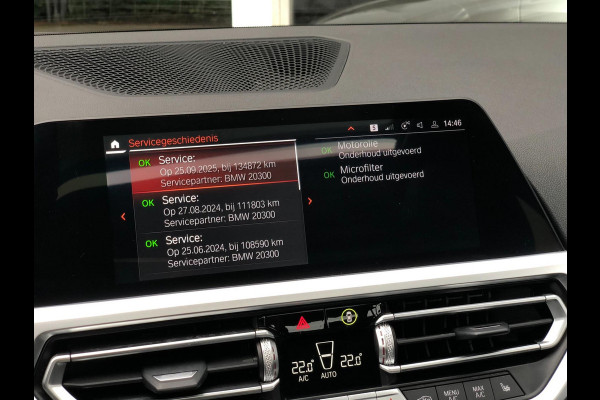 Servicegeschiedenis
14:46
OK Service:
Op 25.09.2025, bij 134872 km
Servicepartner: BMW 20300
OK Service:
Op 27.08.2024, bij 111803 km
Servicepartner: BMW 20300
OK Service:
Op 25.06.2024, bij 108590 km
Servicepartner: BMW 20300
OK Motorolie
Onderhoud uitgevoerd
OK Microfilter
Onderhoud uitgevoerd
22.0°
A/C
AUTO
22.0°
MENU
A/C
MAX
A/C